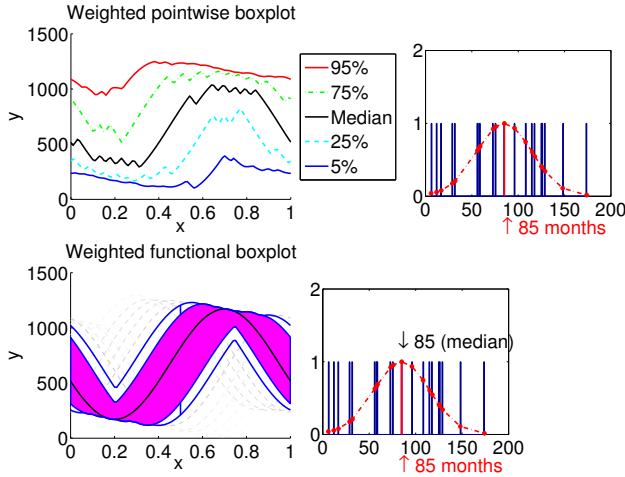 Weighted pointwise boxplot
1500
1000
500
0
y
0 0.2 0.4 0.6 0.8 1
x
95%
75%
Median
25%
5%
2
1
0
0 50 100 150 200
↑ 85 months
Weighted functional boxplot
1500
1000
500
0
y
0 0.2 0.4 0.6 0.8 1
x
2
1
0
↓ 85 (median)
0 50 100 150 200
↑ 85 months